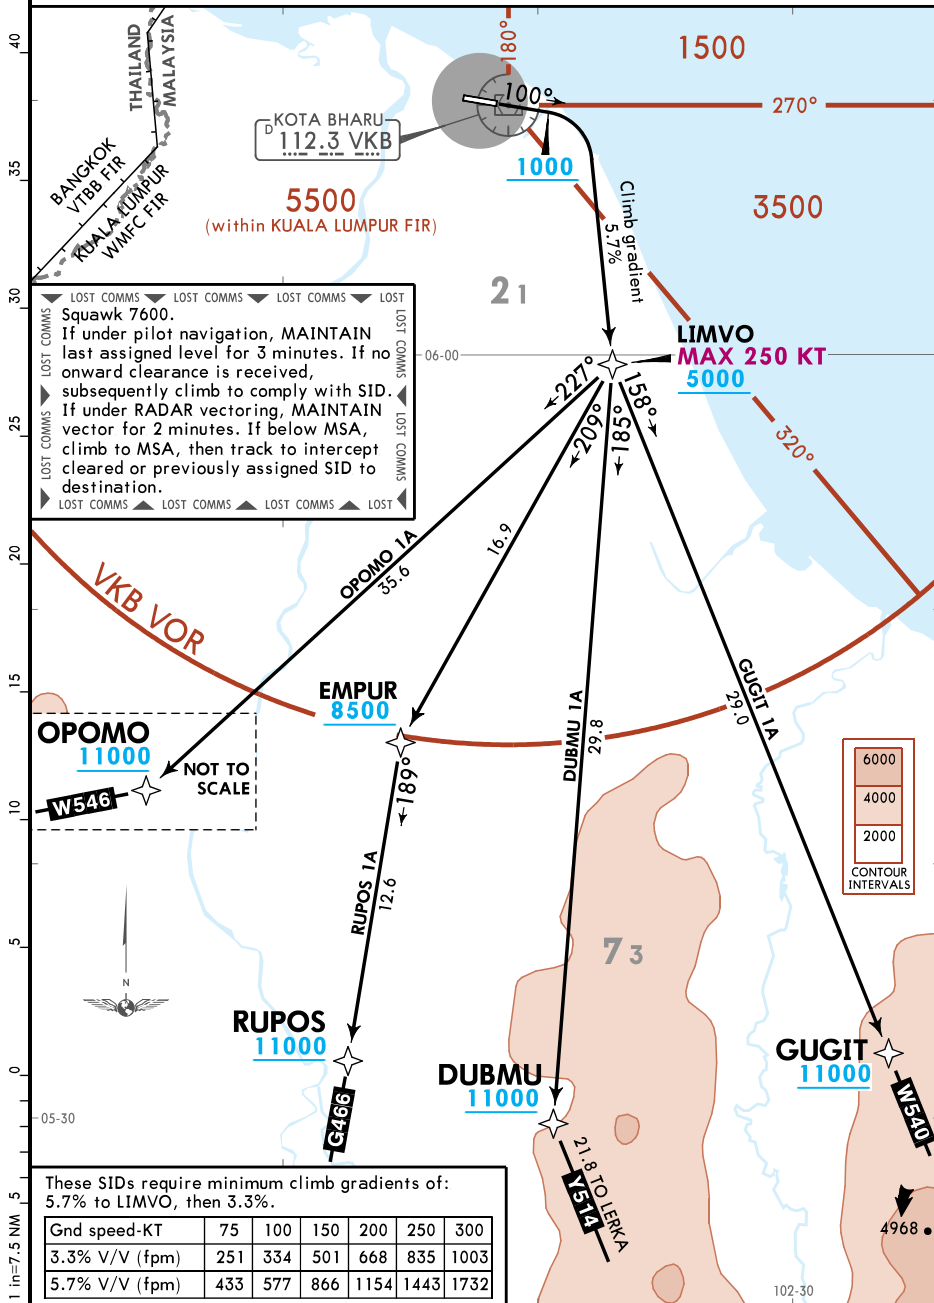 40
THAILAND
MALAYSIA
180°
1500
100°
270°
D
KOTA BHARU
112.3 VKB
1000
BANGKOK
VTBB FIR
KUALA LUMPUR
WMFC FIR
35
5500
(within KUALA LUMPUR FIR)
3500
Climb gradient
5.7%
30
21
LOST COMMS LOST COMMS LOST COMMS LOST
LOST COMMS
LOST COMMS
LOST COMMS
LOST COMMS
Squawk 7600.
If under pilot navigation, MAINTAIN
last assigned level for 3 minutes. If no
onward clearance is received,
subsequently climb to comply with SID.
If under RADAR vectoring, MAINTAIN
vector for 2 minutes. If below MSA,
climb to MSA, then track to intercept
cleared or previously assigned SID to
destination.
LOST COMMS LOST COMMS LOST COMMS LOST COMMS
06-00
LIMVO
MAX 250 KT
5000
227°
209°
185°
158°
320°
25
20
OPOMO 1A
35.6
16.9
VKB VOR
15
EMPUR
8500
DUBMU 1A
29.8
GUGIT 1A
29.0
OPOMO
11000
NOT TO
SCALE
W546
189°
6000
4000
2000
CONTOUR
INTERVALS
10
RUPOS 1A
12.6
5
73
N
RUPOS
11000
GUGIT
11000
DUBMU
11000
0
G466
W540
05-30
21.8 TO LERKA
Y514
4968
102-30
5
1 in=7.5 NM
These SIDs require minimum climb gradients of:
5.7% to LIMVO, then 3.3%.
Gnd speed-KT 75 100 150 200 250 300
3.3% V/V (fpm) 251 334 501 668 835 1003
5.7% V/V (fpm) 433 577 866 1154 1443 1732